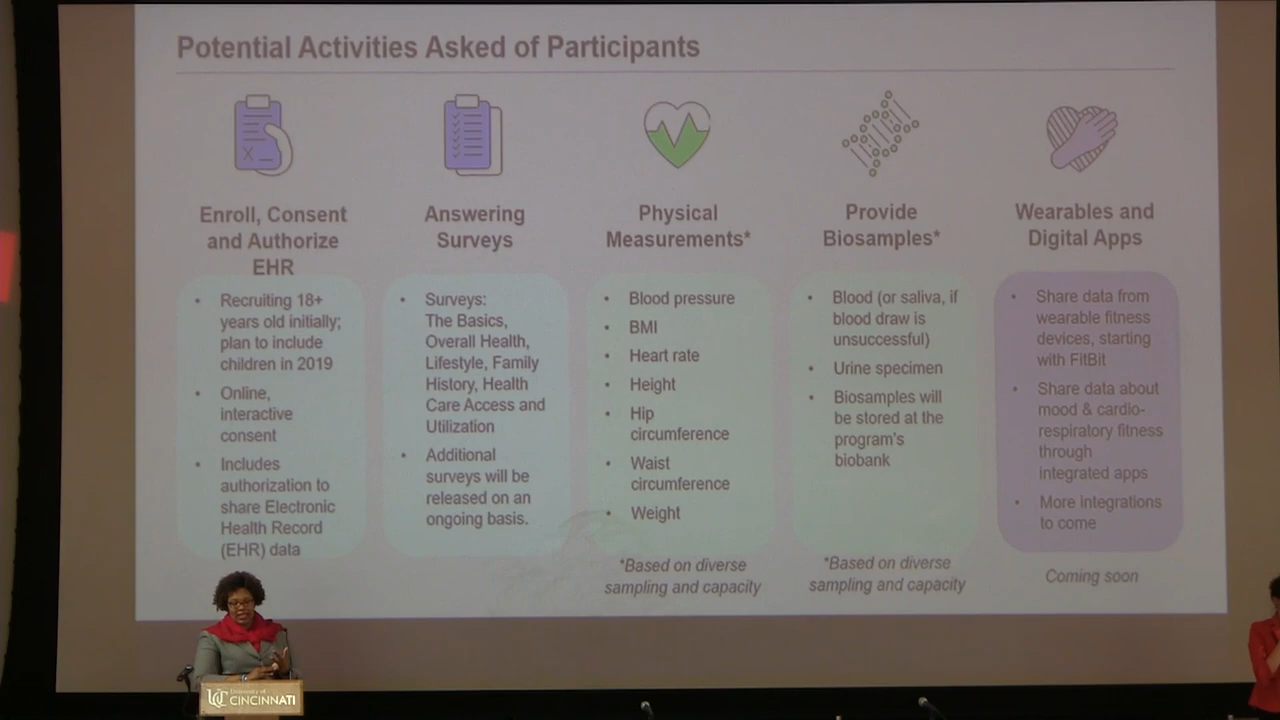 Potential Activities Asked of Participants
Enroll, Consent
and Authorize
EHR
• Recruiting 18+
years old initially;
plan to include
children in 2019
• Online,
interactive
consent
• Includes
authorization to
share Electronic
Health Record
(EHR) data
Answering
Surveys
• Surveys:
The Basics,
Overall Health,
Lifestyle, Family
History, Health
Care Access and
Utilization
• Additional
surveys will be
released on an
ongoing basis.
Physical
Measurements*
• Blood pressure
• BMI
• Heart rate
• Height
• Hip
circumference
• Waist
circumference
• Weight
*Based on diverse
sampling and capacity
Provide
Biosamples*
• Blood (or saliva, if
blood draw is
unsuccessful)
• Urine specimen
• Biosamples will
be stored at the
program's
biobank
*Based on diverse
sampling and capacity
Wearables and
Digital Apps
• Share data from
wearable fitness
devices, starting
with FitBit
• Share data about
mood & cardio-
respiratory fitness
through
integrated apps
• More integrations
to come
Coming soon
UC University of
CINCINNATI